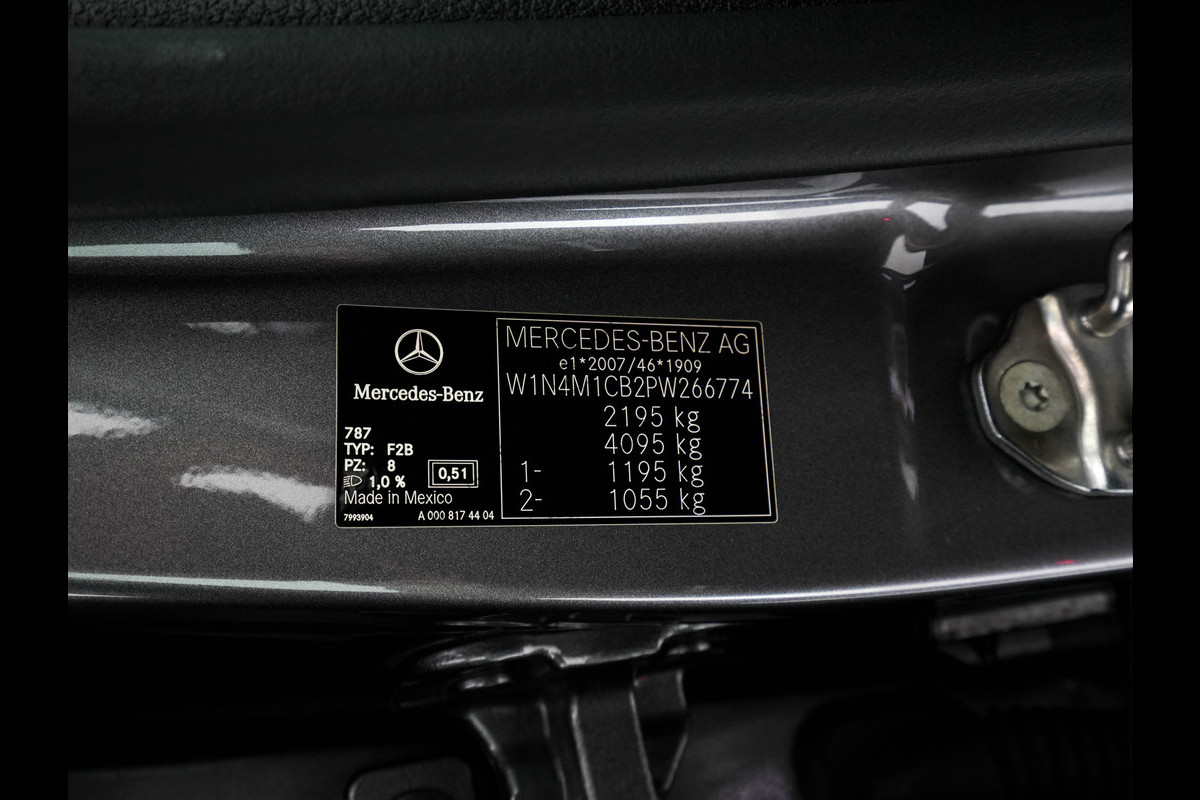 Mercedes-Benz
787
TYP: F2B
PZ: 8
1,0 %
0,51
Made in Mexico
7993904 A 000 817 44 04
MERCEDES-BENZ AG
e1*2007/46*1909
W1N4M1CB2PW266774
2195 kg
4095 kg
1- 1195 kg
2- 1055 kg